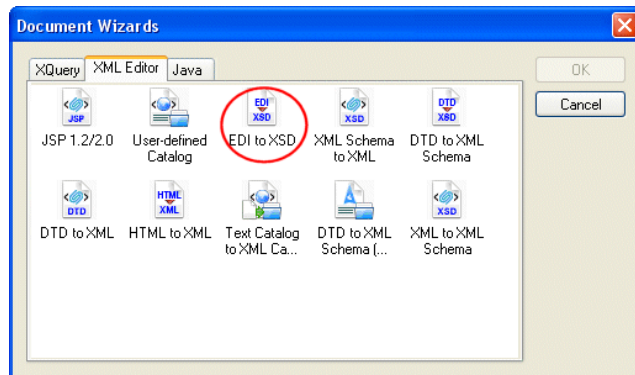 Document Wizards
XQuery XML Editor Java
OK
Cancel
EDI XSD
JSP XSD DTD XSD
JSP 1.2/2.0 User-defined Catalog EDI to XSD XML Schema to XML DTD to XML Schema
DTD HTML XML XSD
DTD to XML HTML to XML Text Catalog to XML Ca... DTD to XML Schema (... XML to XML Schema